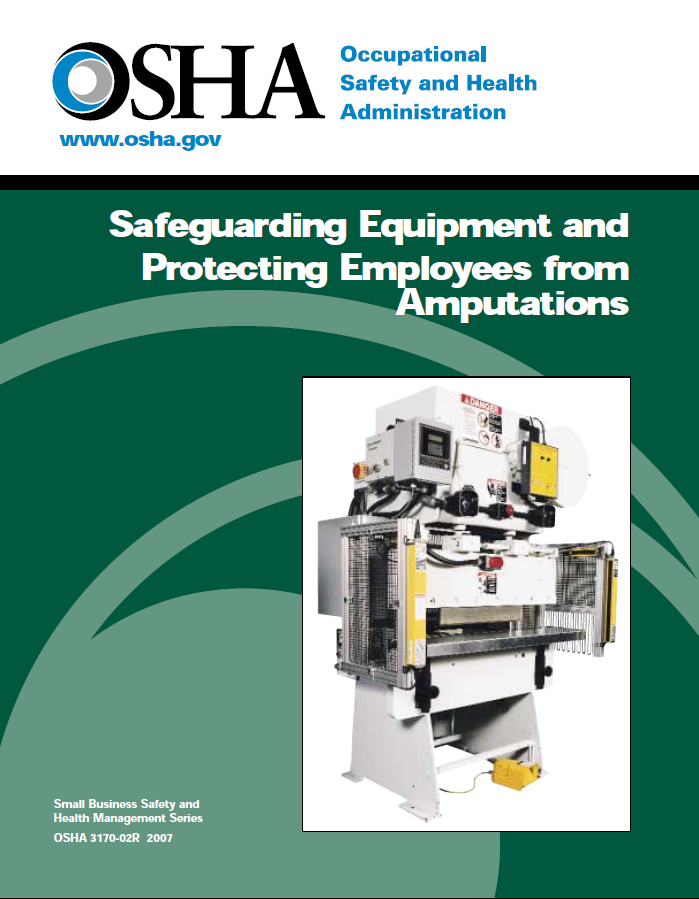 OSHA
Occupational
Safety and Health
Administration
www.osha.gov
Safeguarding Equipment and
Protecting Employees from
Amputations
DANGER
Small Business Safety and
Health Management Series
OSHA 3170-02R 2007